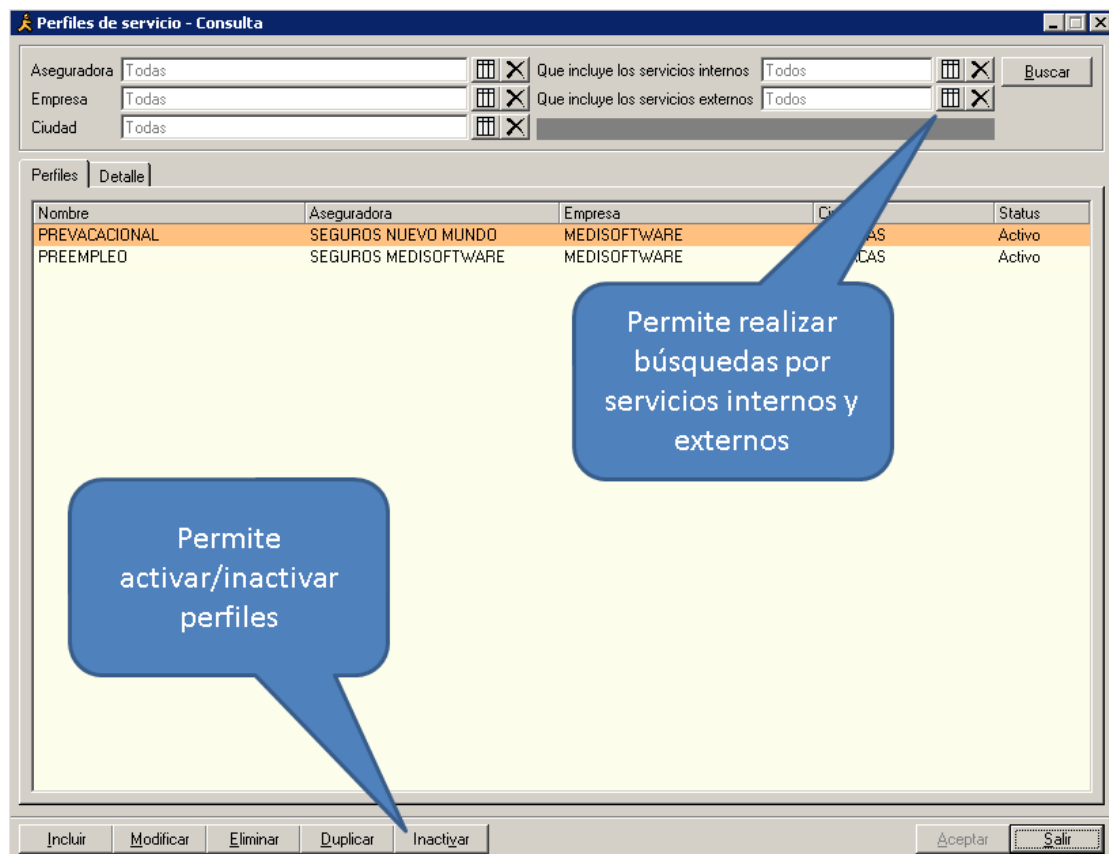 Perfiles de servicio - Consulta
Aseguradora Todas Que incluye los servicios internos Todos Buscar
Empresa Todas Que incluye los servicios externos Todos
Ciudad Todas
Perfiles Detalle
Nombre Aseguradora Empresa Status
PREVACACIONAL SEGUROS NUEVO MUNDO MEDISOFTWARE Activo
PREEMPLEO SEGUROS MEDISOFTWARE MEDISOFTWARE Activo
Permite realizar
búsquedas por
servicios internos y
externos
Permite
activar/inactivar
perfiles
Incluir Modificar Eliminar Duplicar Inactivar Aceptar Salir